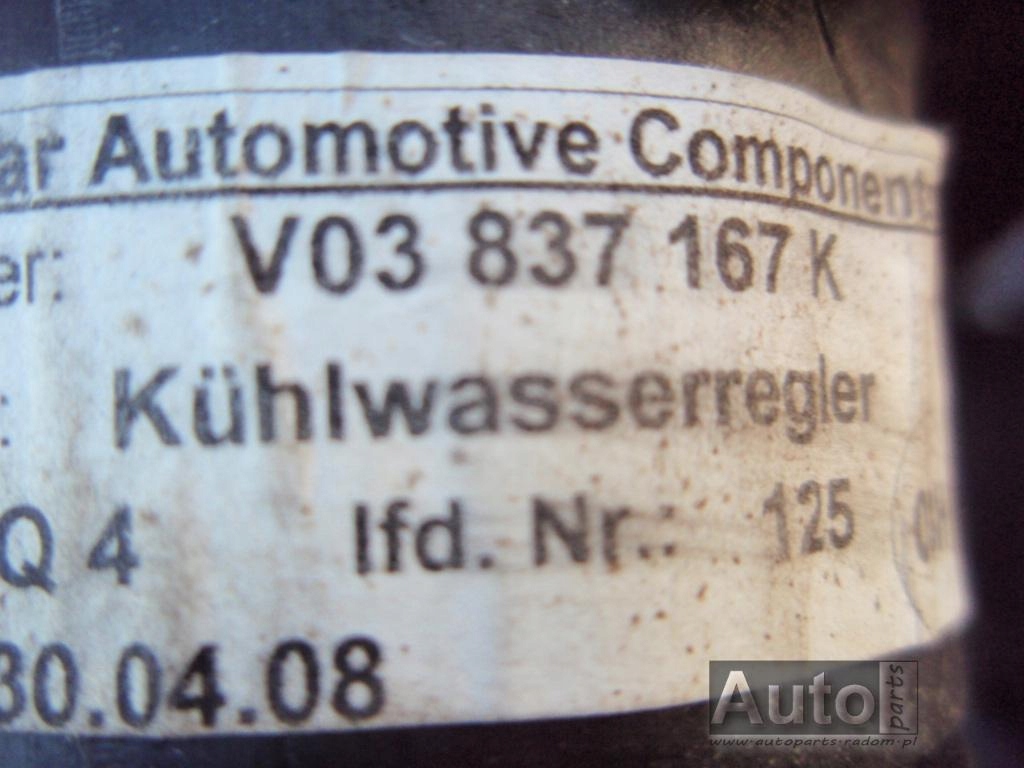 ar Automotive Components
er: V03 837 167 K
: Kühlwasserregler
Q 4 lfd. Nr.: 125
30.04.08
Auto parts
www.autoparts-radom.pl